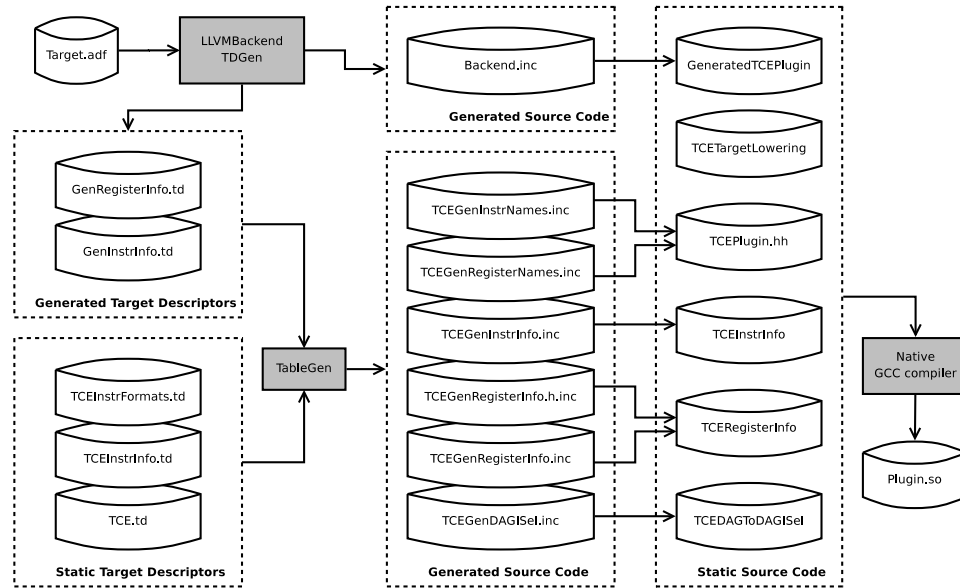 Target.adf
LLVMBackend
TDGen
Backend.inc
Generated Source Code
GenRegisterInfo.td
GenInstrInfo.td
Generated Target Descriptors
TCEInstrFormats.td
TCEInstrInfo.td
TCE.td
Static Target Descriptors
TableGen
TCEGenInstrNames.inc
TCEGenRegisterNames.inc
TCEGenInstrInfo.inc
TCEGenRegisterInfo.h.inc
TCEGenRegisterInfo.inc
TCEGenDAGISel.inc
Generated Source Code
GeneratedTCEPlugin
TCETargetLowering
TCEPlugin.hh
TCEInstrInfo
TCERegisterInfo
TCEDAGToDAGISel
Static Source Code
Native
GCC compiler
Plugin.so